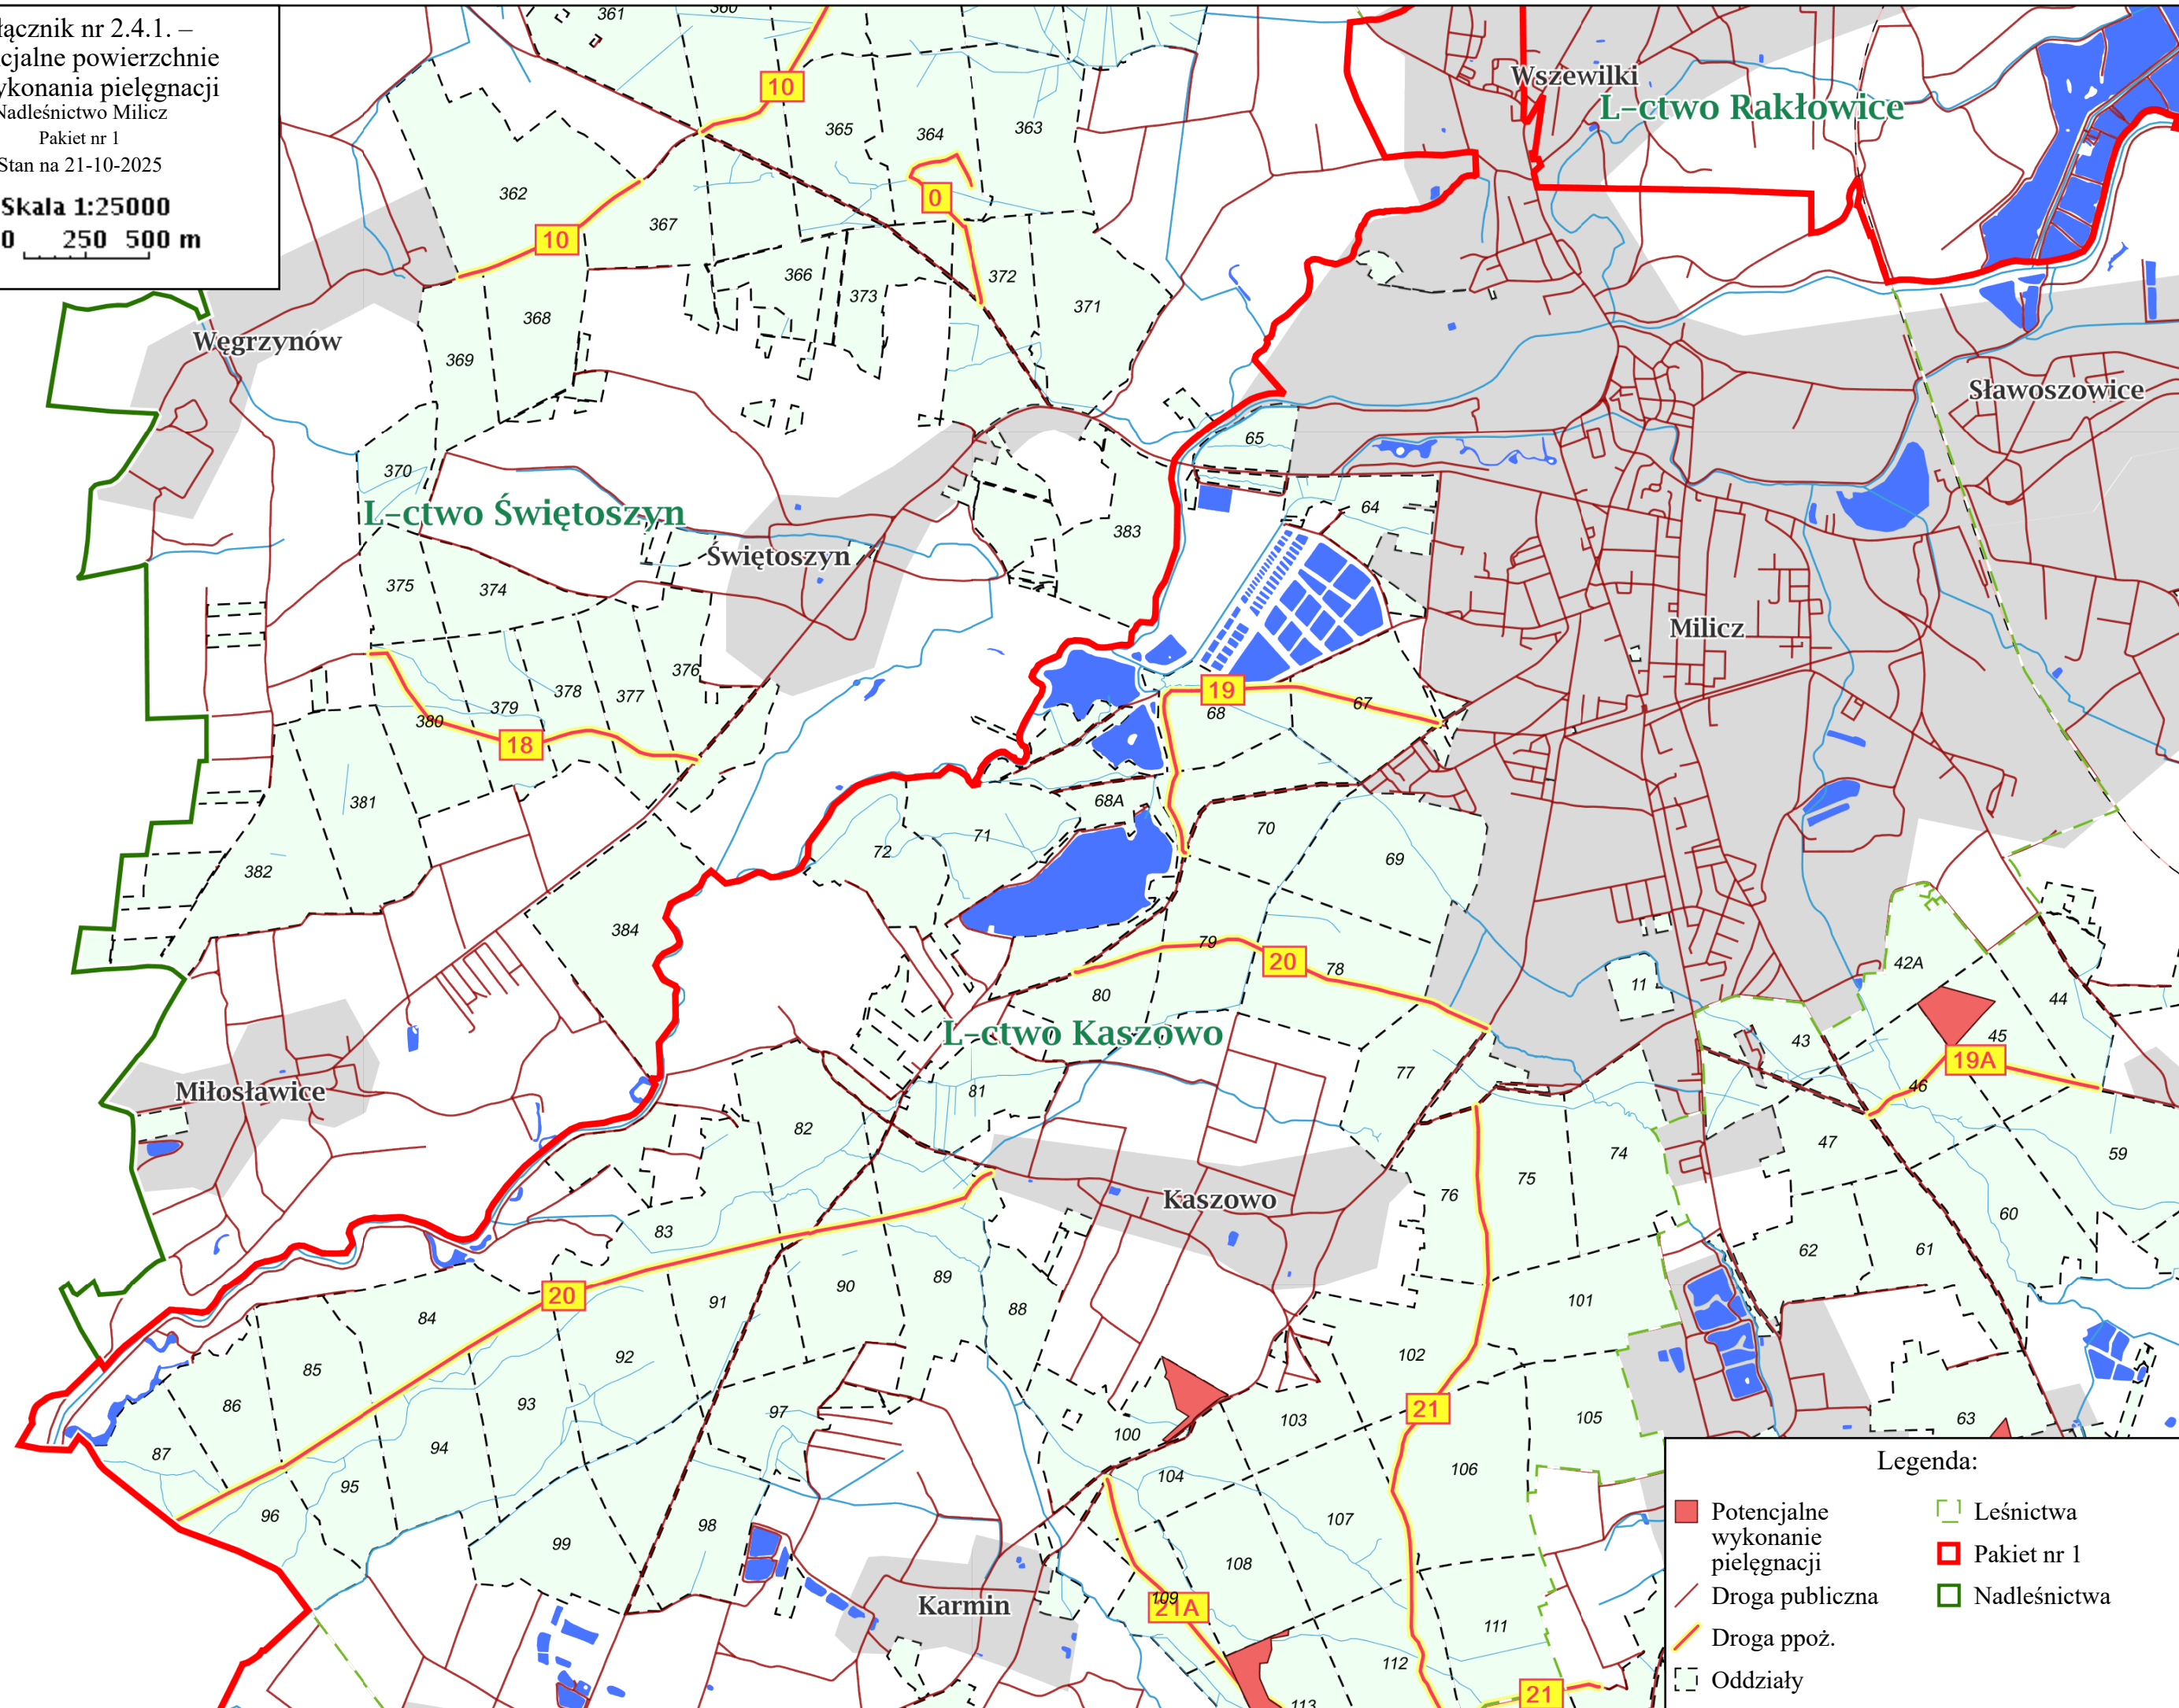 łącznik nr 2.4.1. –
cjalne powierzchnie
ykonania pielęgnacji
Nadleśnictwo Milicz
Pakiet nr 1
Stan na 21-10-2025
Skala 1:25000
0 250 500 m
361
10
365
364
363
Wszewilki
L-ctwo Rakłowice
362
0
367
10
366
372
373
371
368
Węgrzynów
369
Sławoszowice
65
370
L-ctwo Świętoszyn
64
383
Świętoszyn
375
374
Milicz
376
378
377
379
380
18
19
68
67
381
68A
71
70
72
69
382
384
79
20
78
42A
80
11
44
L-ctwo Kaszowo
45
43
19A
77
46
Miłosławice
81
82
47
74
59
75
76
Kaszowo
83
60
62
61
89
90
88
20
91
101
84
92
102
85
93
86
21
97
103
105
63
100
94
87
104
106
95
96
107
98
99
108
Karmin
109
21A
111
112
21
113
Legenda:
Potencjalne
wykonanie
pielęgnacji
Droga publiczna
Droga ppoż.
Oddziały
Leśnictwa
Pakiet nr 1
Nadleśnictwa